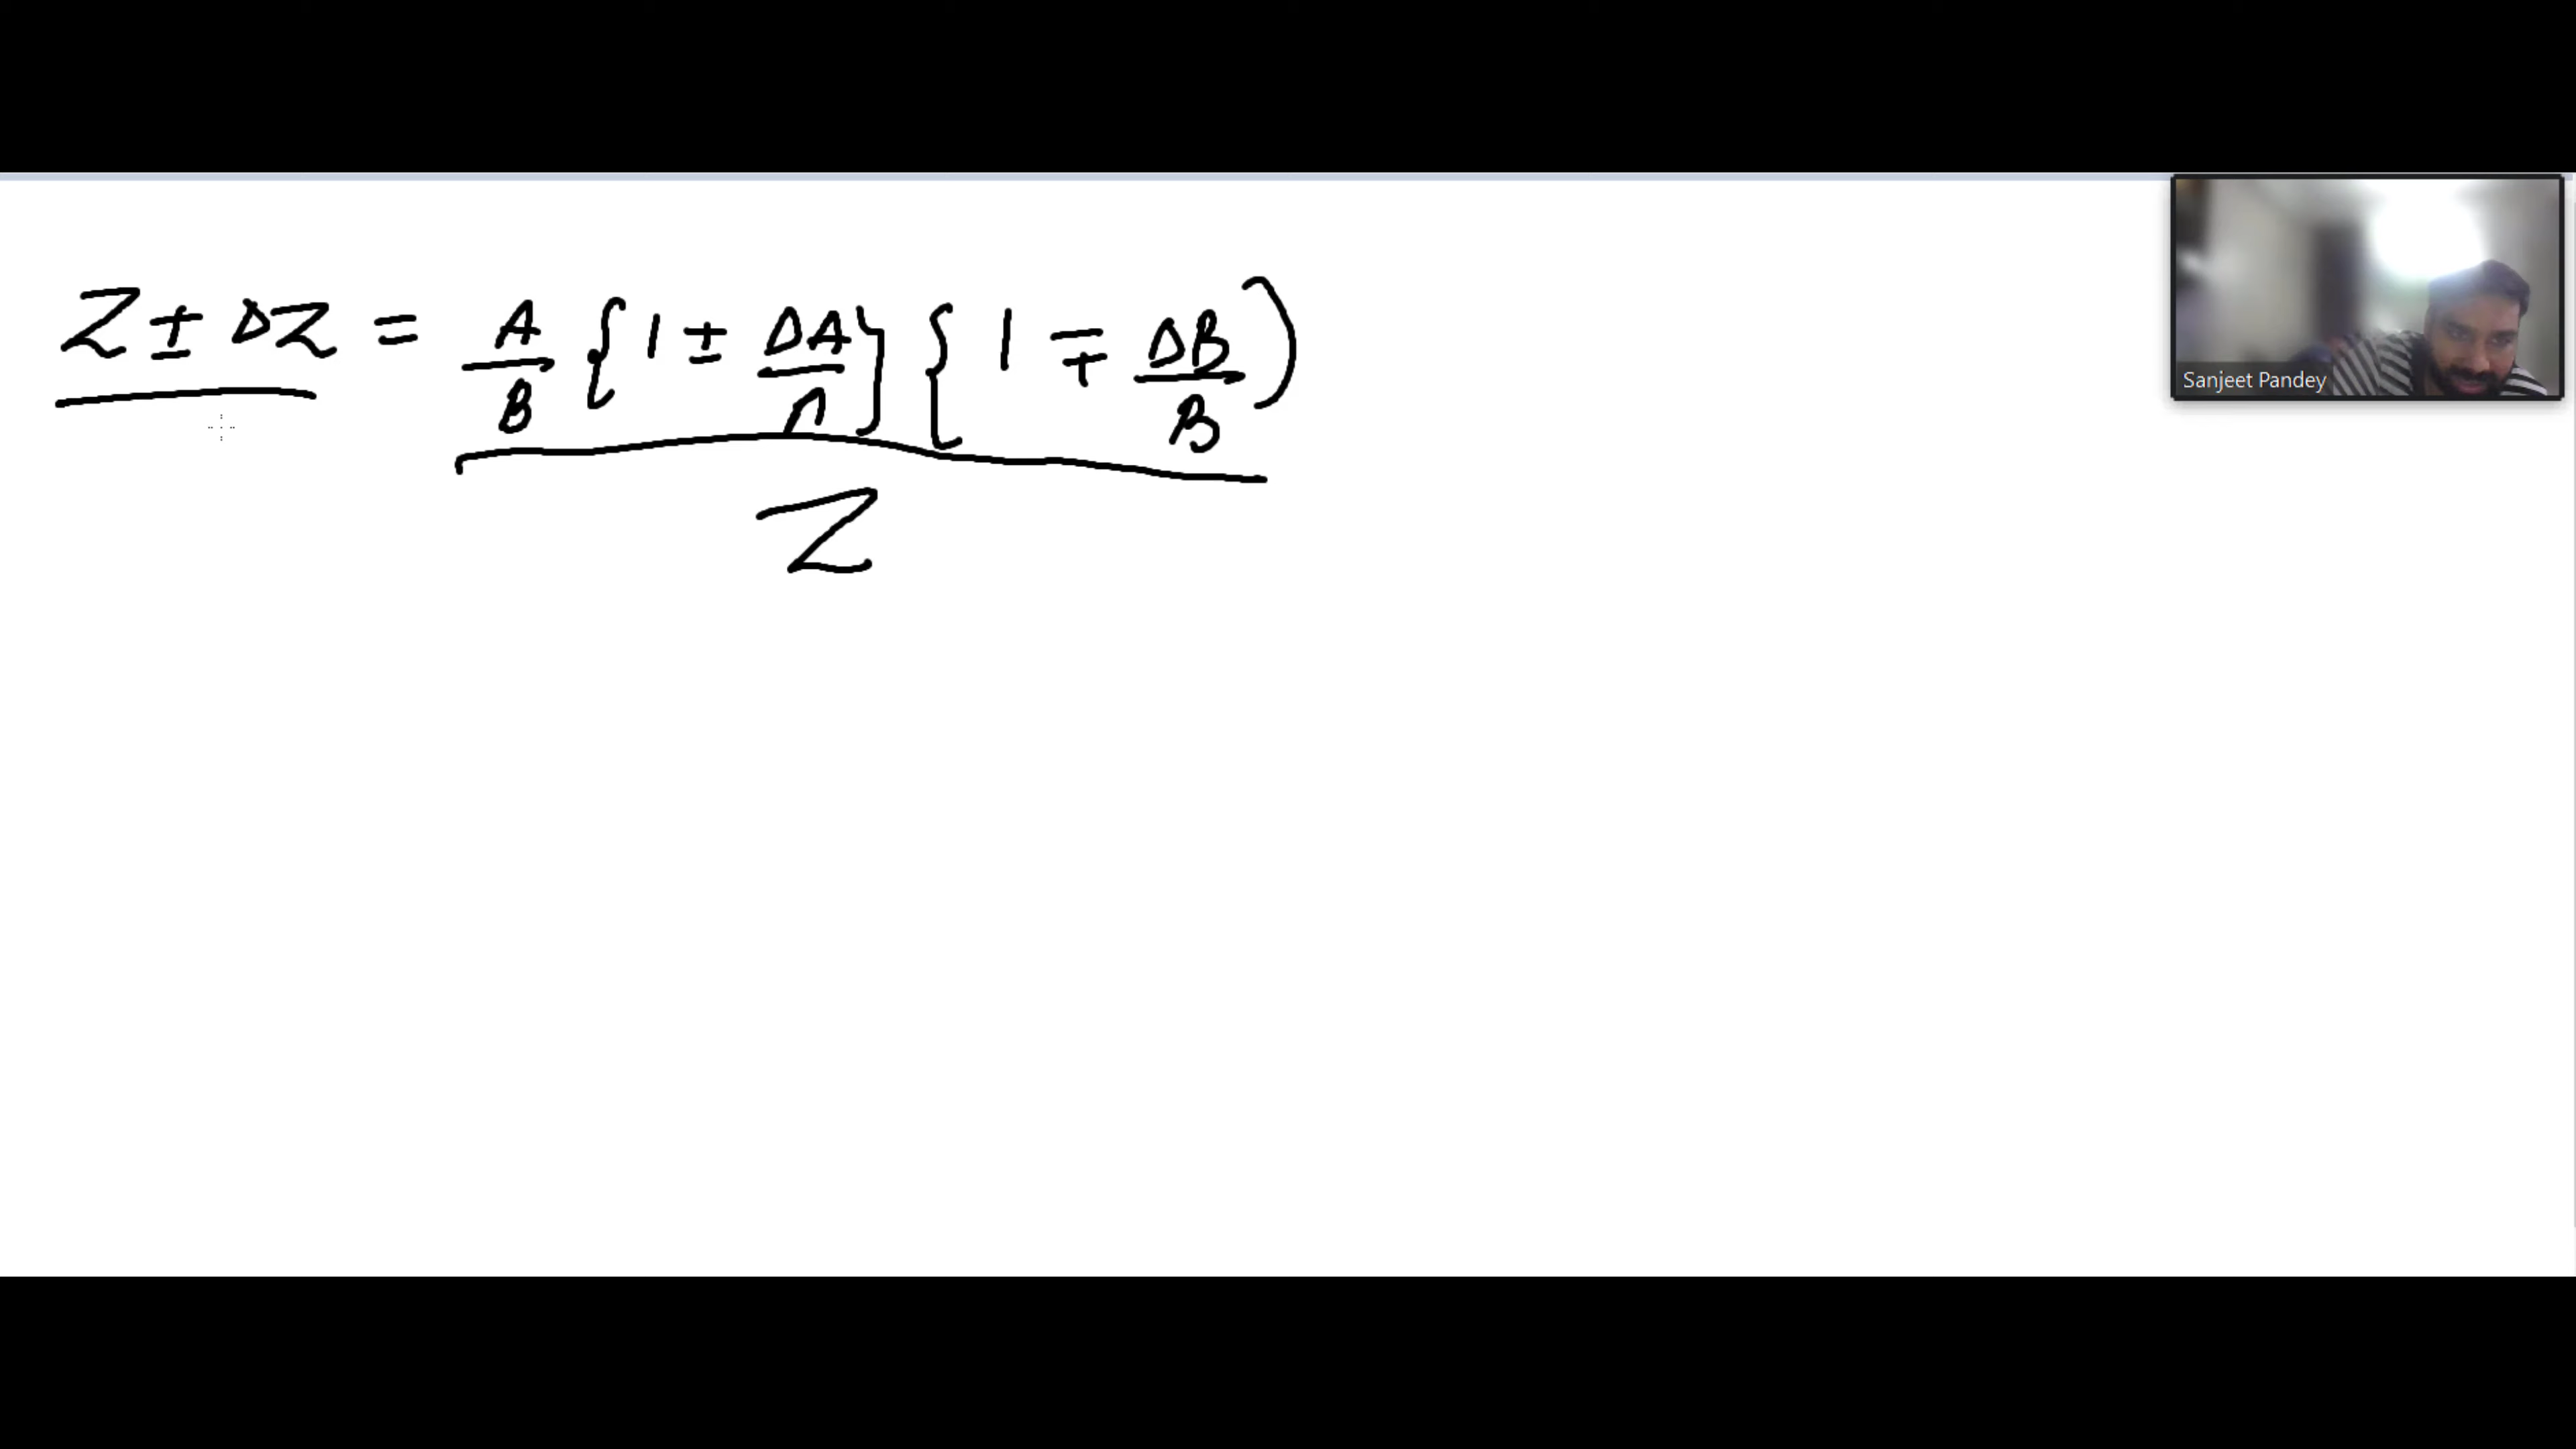 Z ± ΔZ = A/B {1 ± ΔA/A} {1 ∓ ΔB/B)
Z
Sanjeet Pandey